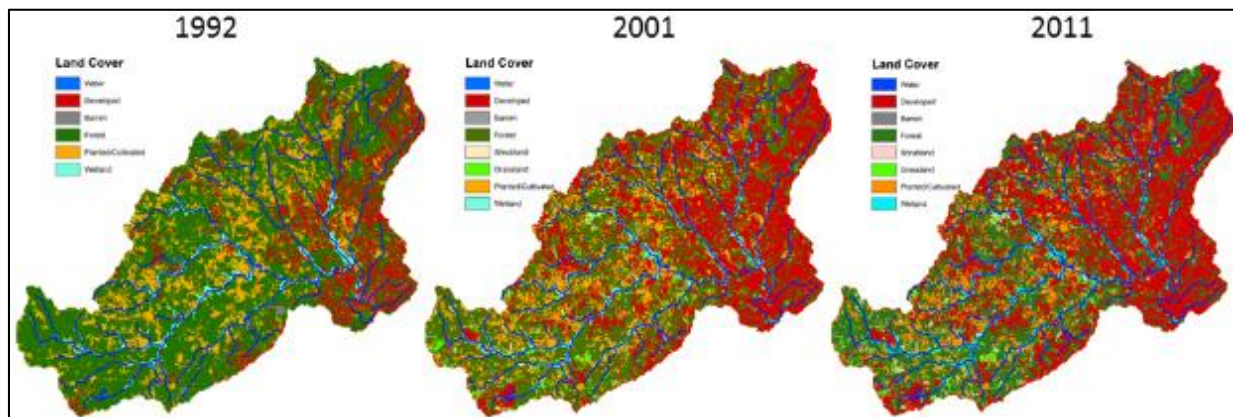 1992
Land Cover
Water
Developed
Barren
Forest
Planted/Cultivated
Wetland
2001
Land Cover
Water
Developed
Barren
Forest
Shrubland
Grassland
Planted/Cultivated
Wetland
2011
Land Cover
Water
Developed
Barren
Forest
Shrubland
Grassland
Planted/Cultivated
Wetland